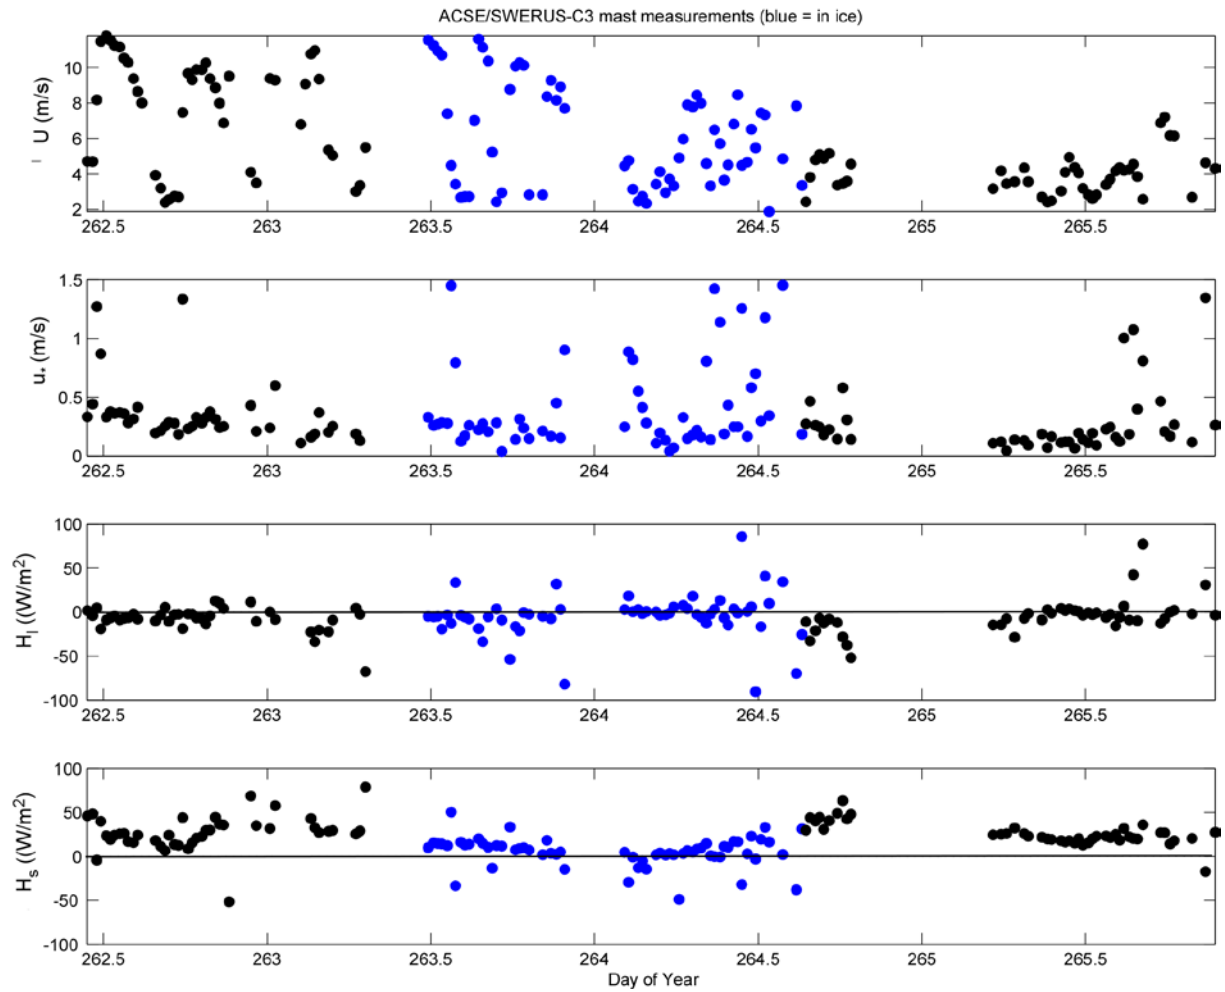 ACSE/SWERUS-C3 mast measurements (blue = in ice)
U (m/s)
10
8
6
4
2
262.5 263 263.5 264 264.5 265 265.5
u* (m/s)
1.5
1
0.5
0
262.5 263 263.5 264 264.5 265 265.5
Hl ((W/m2)
100
50
0
-50
-100
262.5 263 263.5 264 264.5 265 265.5
Hs ((W/m2)
100
50
0
-50
-100
262.5 263 263.5 264 264.5 265 265.5
Day of Year